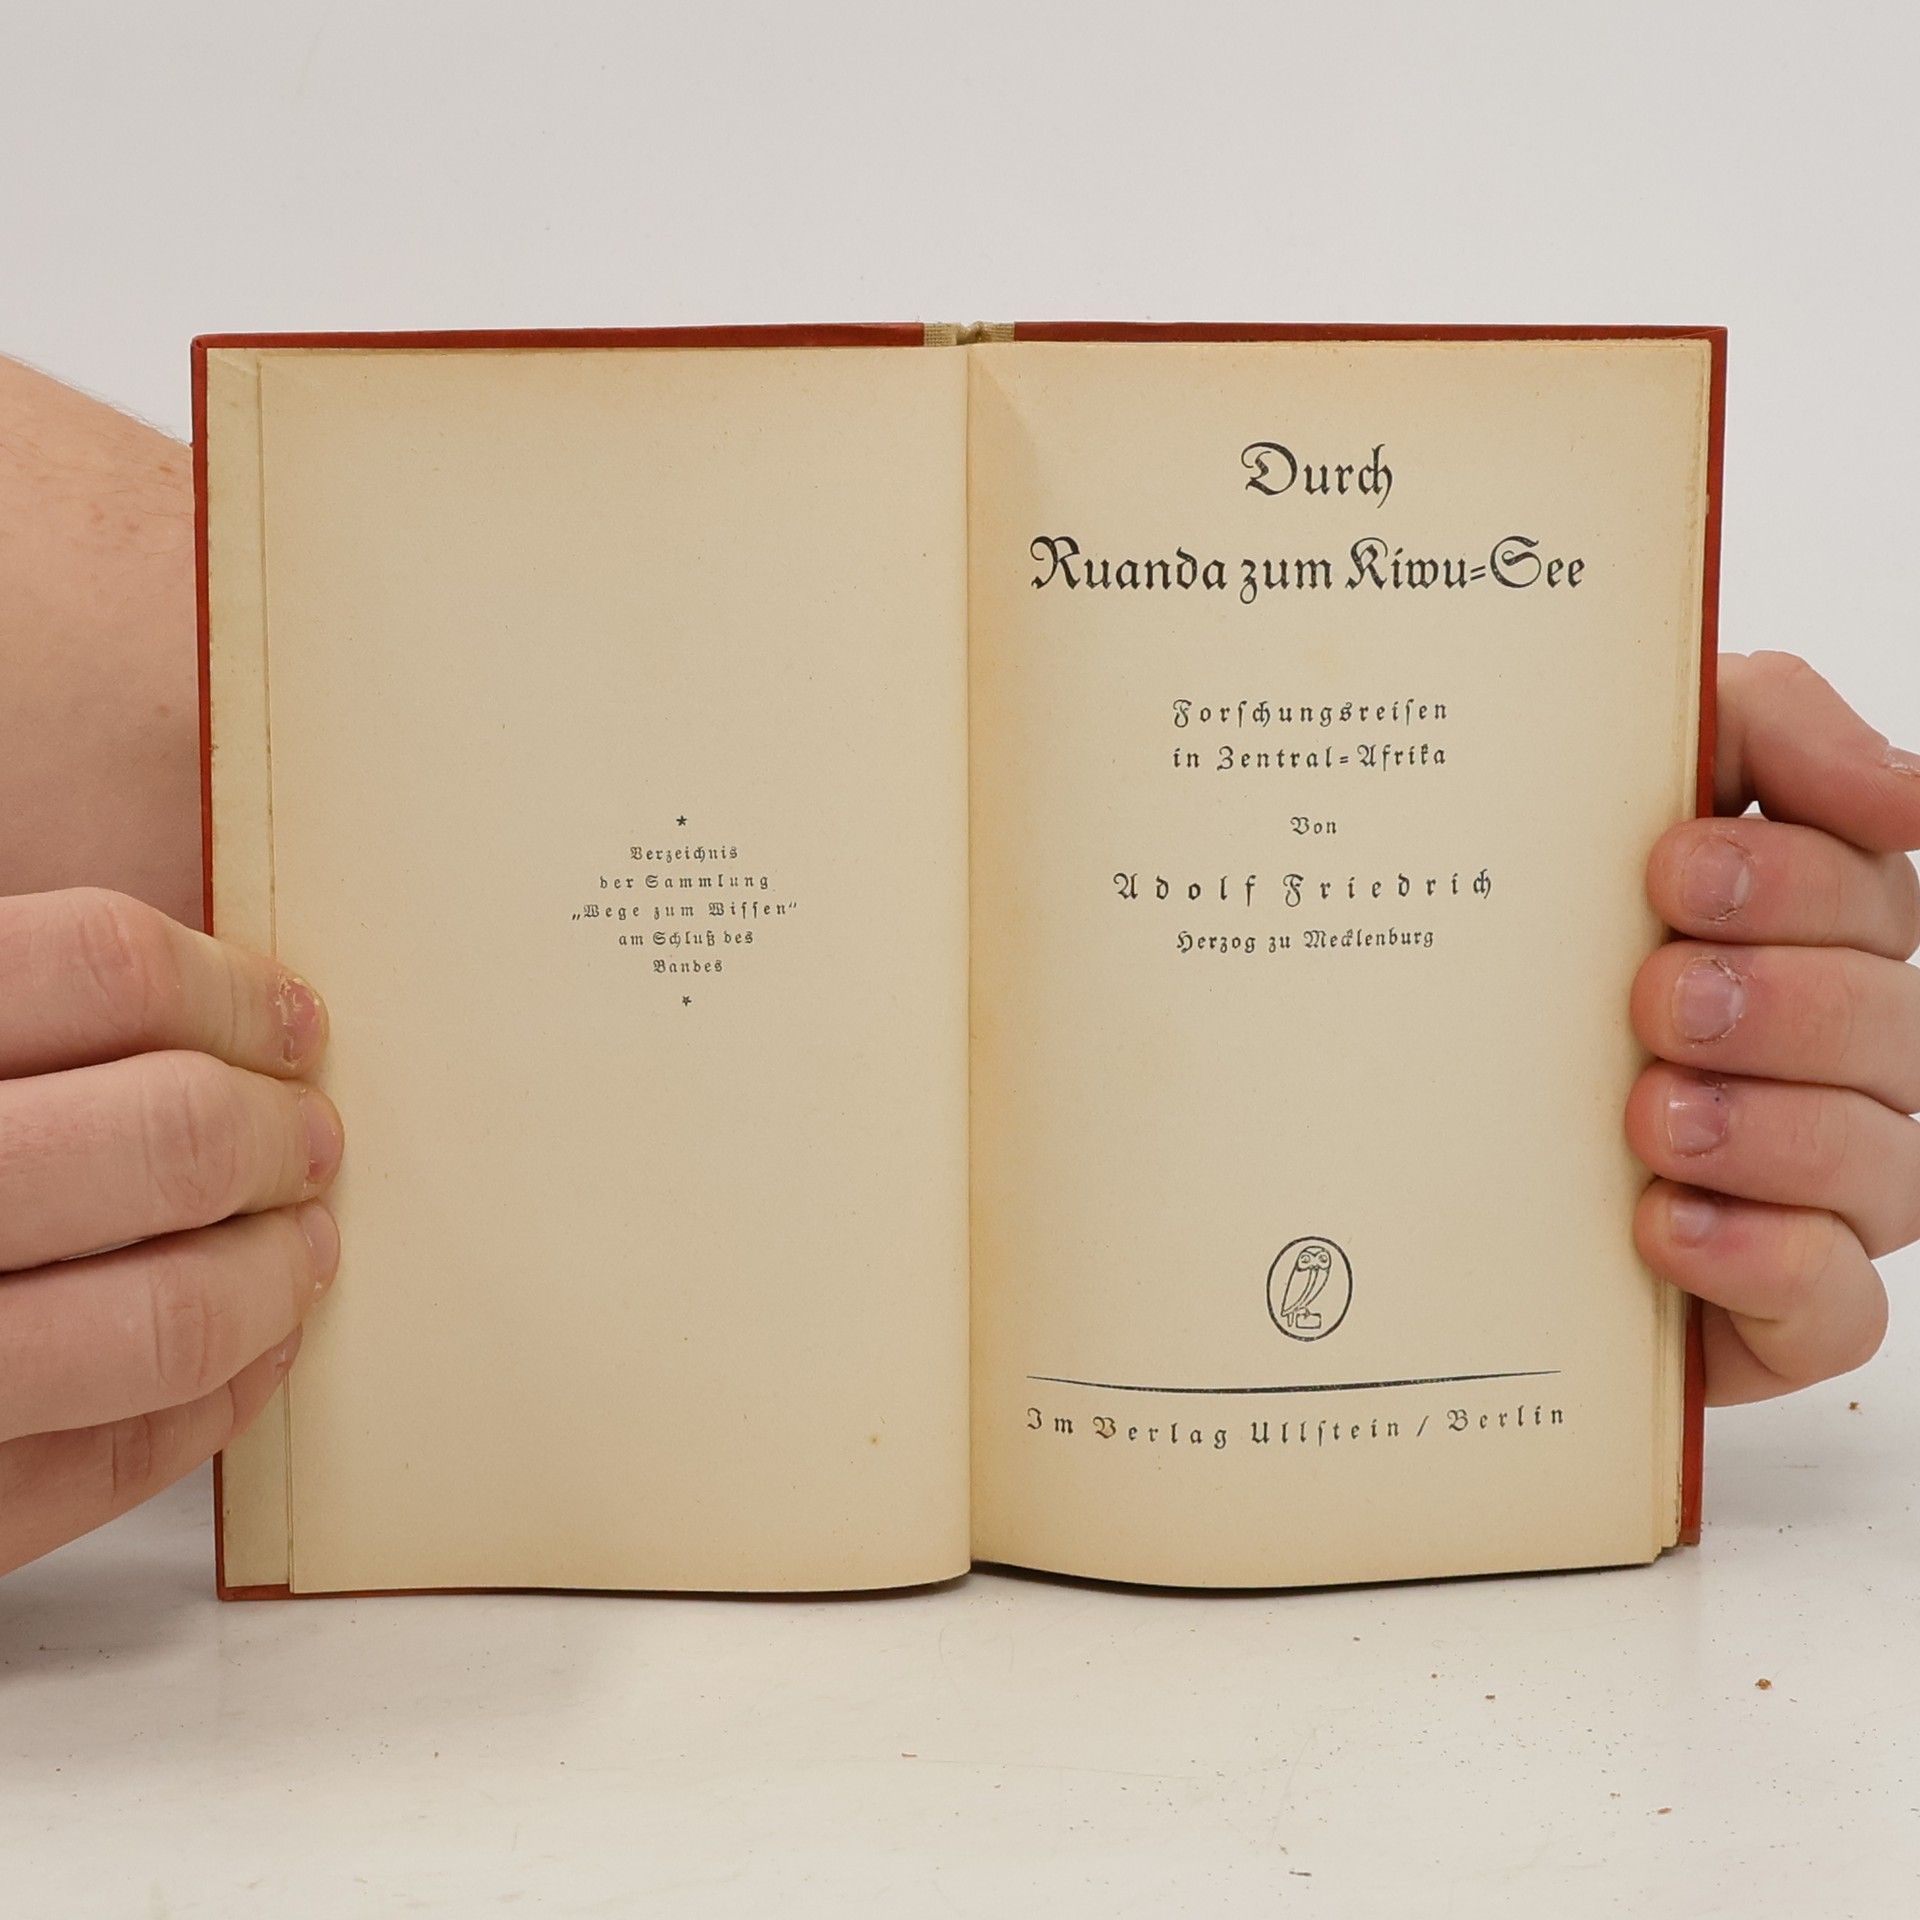 ★
Verzeichnis
der Sammlung
„Wege zum Wiſſen“
am Schluß des
Bandes
★
Durch
Ruanda zum Kiwu=See
Forſchungsreiſen
in Zentral=Afrika
Von
Adolf Friedrich
Herzog zu Mecklenburg
Im Verlag Ullſtein / Berlin